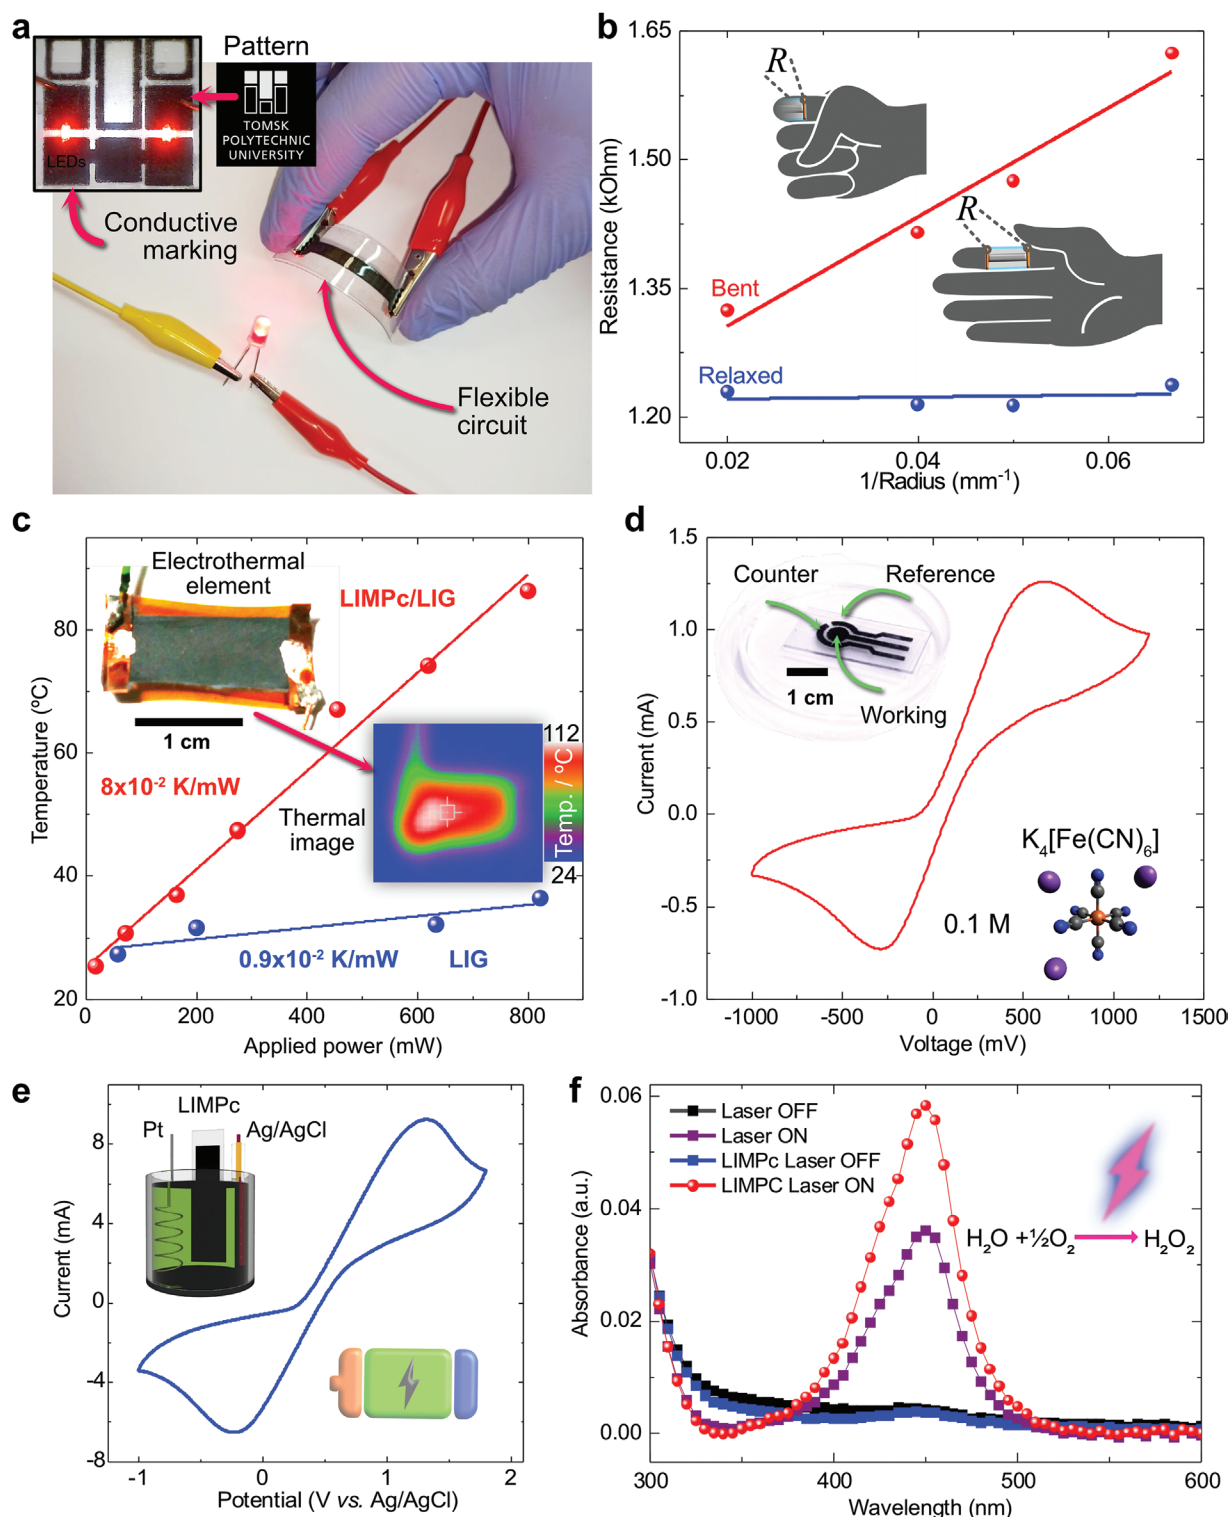 a
Pattern
LEDs
TOMSK
POLYTECHNIC
UNIVERSITY
Conductive
marking
Flexible
circuit
b
Resistance (kOhm)
1.65
1.50
1.35
1.20
R
R
Bent
Relaxed
0.02
0.04
0.06
1/Radius (mm⁻¹)
c
Temperature (ºC)
80
60
40
20
Electrothermal
element
LIMPc/LIG
1 cm
8x10⁻² K/mW
Thermal
image
112
Temp. / ºC
24
0.9x10⁻² K/mW
LIG
0
200
400
600
800
Applied power (mW)
d
Current (mA)
1.5
1.0
0.5
0.0
-0.5
-1.0
Counter
Reference
1 cm
Working
K₄[Fe(CN)₆]
0.1 M
-1000
-500
0
500
1000
1500
Voltage (mV)
e
Current (mA)
8
4
0
-4
-8
LIMPc
Pt
Ag/AgCl
-1
0
1
2
Potential (V vs. Ag/AgCl)
f
Absorbance (a.u.)
0.06
0.04
0.02
0.00
Laser OFF
Laser ON
LIMPc Laser OFF
LIMPC Laser ON
H₂O +½O₂
H₂O₂
300
400
500
600
Wavelength (nm)